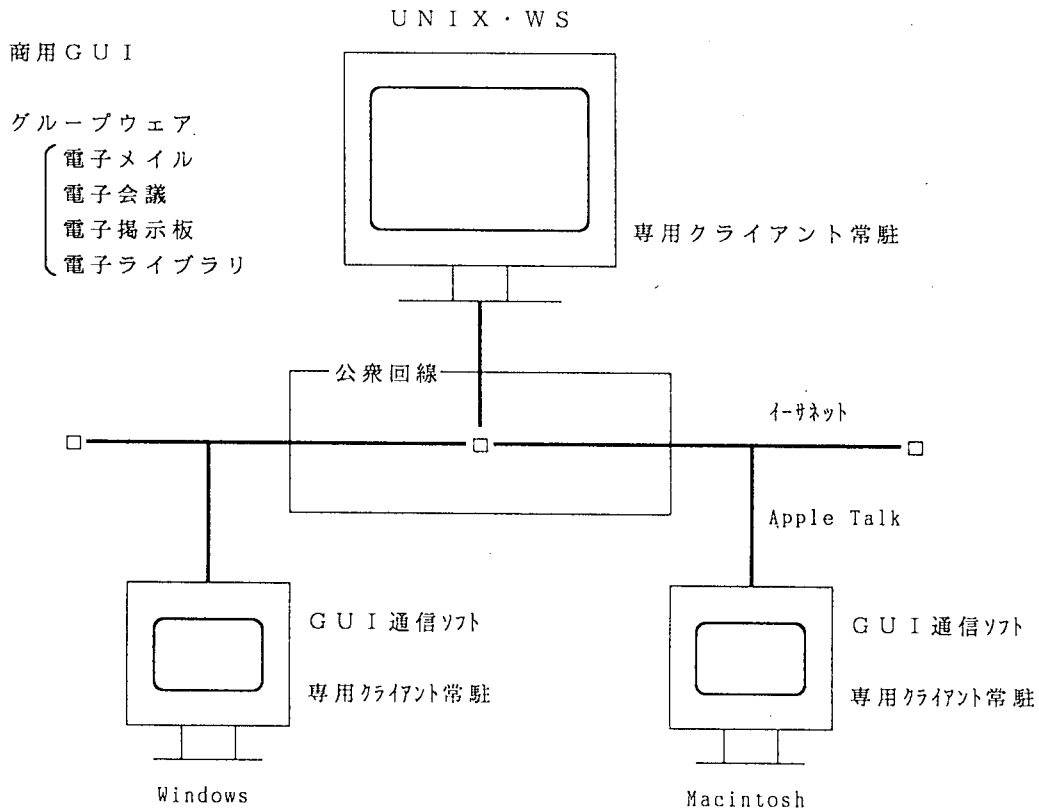 ＵＮＩＸ・ＷＳ
商用ＧＵＩ
グループウェア
電子メイル
電子会議
電子掲示板
電子ライブラリ
専用クライアント常駐
公衆回線
ｲｰサﾈｯﾄ
Apple Talk
ＧＵＩ通信ｿﾌﾄ
専用ｸﾗｲｱﾝﾄ常駐
Windows
ＧＵＩ通信ｿﾌﾄ
専用ｸﾗｲｱﾝﾄ常駐
Macintosh